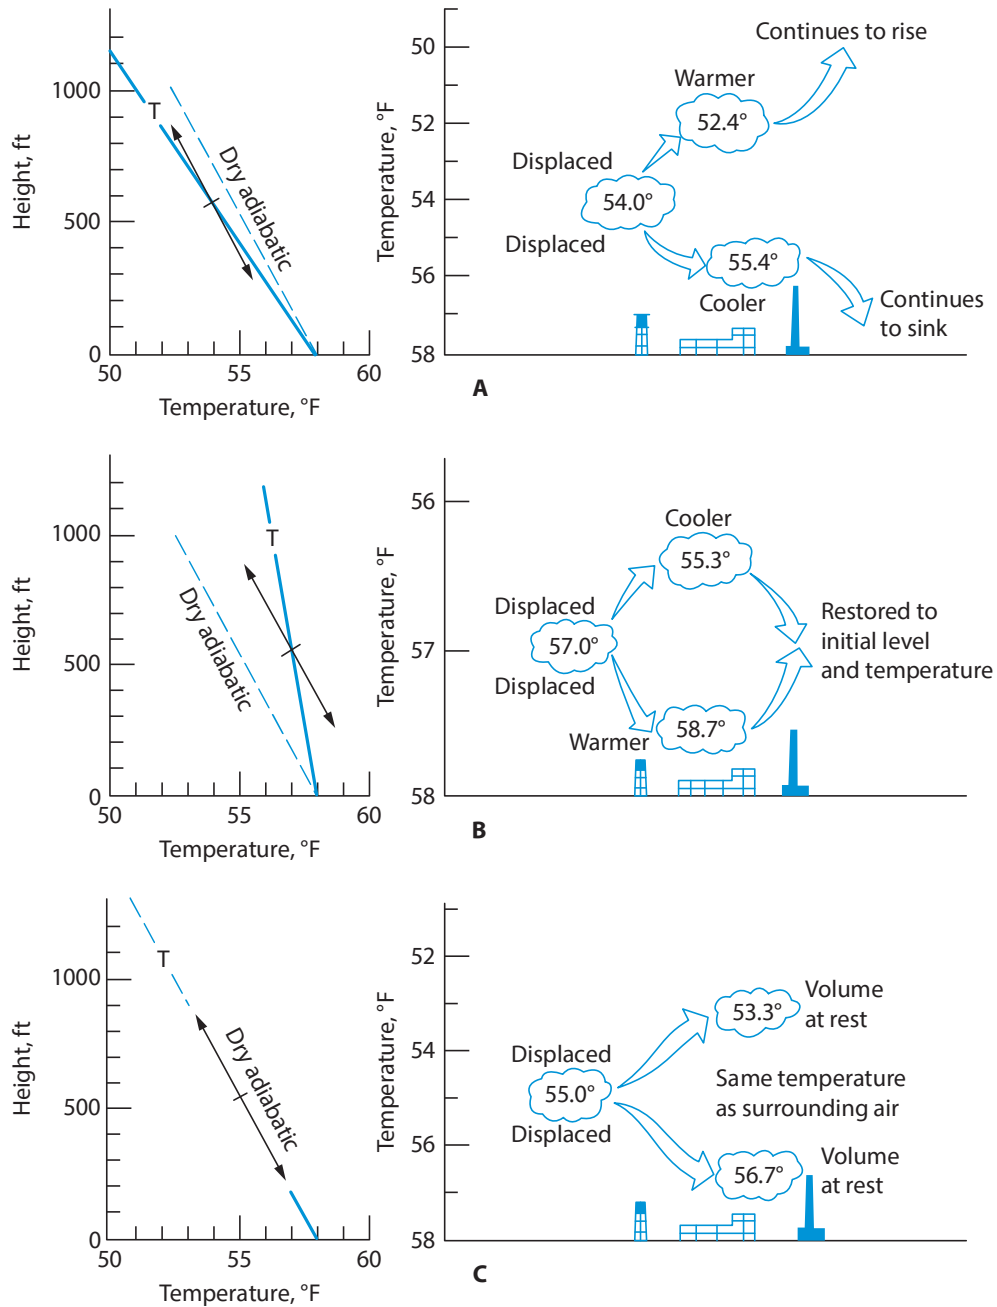 Height, ft
1000
500
0
50
55
60
T
Dry adiabatic
Temperature, °F
Temperature, °F
50
52
54
56
58
Continues to rise
Warmer
52.4°
Displaced
54.0°
Displaced
55.4°
Cooler
Continues
to sink
A
Height, ft
1000
500
0
50
55
60
T
Dry adiabatic
Temperature, °F
Temperature, °F
56
57
58
Cooler
55.3°
Displaced
57.0°
Displaced
Restored to
initial level
and temperature
58.7°
Warmer
B
Height, ft
1000
500
0
50
55
60
T
Dry adiabatic
Temperature, °F
Temperature, °F
52
54
56
58
53.3°
Volume
at rest
Displaced
55.0°
Displaced
Same temperature
as surrounding air
56.7°
Volume
at rest
C